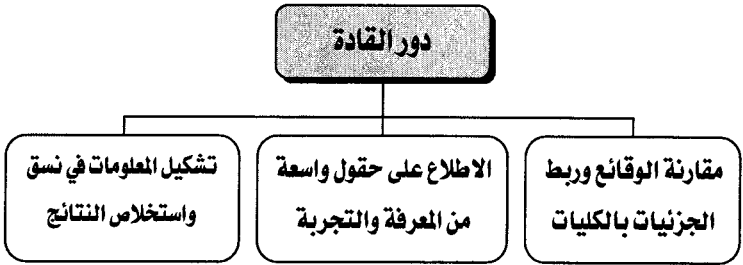 دور القادة
مقارنة الوقائع وربط
الجزئيات بالكليات
الاطلاع على حقول واسعة
من المعرفة والتجربة
تشكيل المعلومات في نسق
واستخلاص النتائج